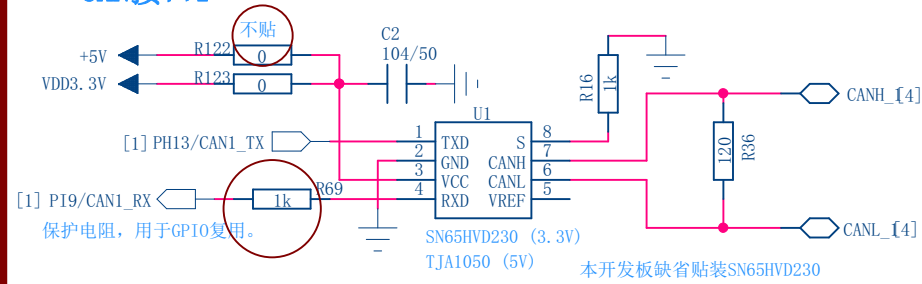 不贴
R122
0
+5V
C2
104/50
VDD3.3V
R123
0
R16
1k
U1
CANH_1[4]
[1] PH13/CAN1_TX
1 TXD
2 GND
3 VCC
4 RXD
S 8
CANH 7
CANL 6
VREF 5
120
R36
[1] PI9/CAN1_RX
1k
R69
保护电阻，用于GPIO复用。
CANL_1[4]
SN65HVD230 (3.3V)
TJA1050 (5V)
本开发板缺省贴装SN65HVD230